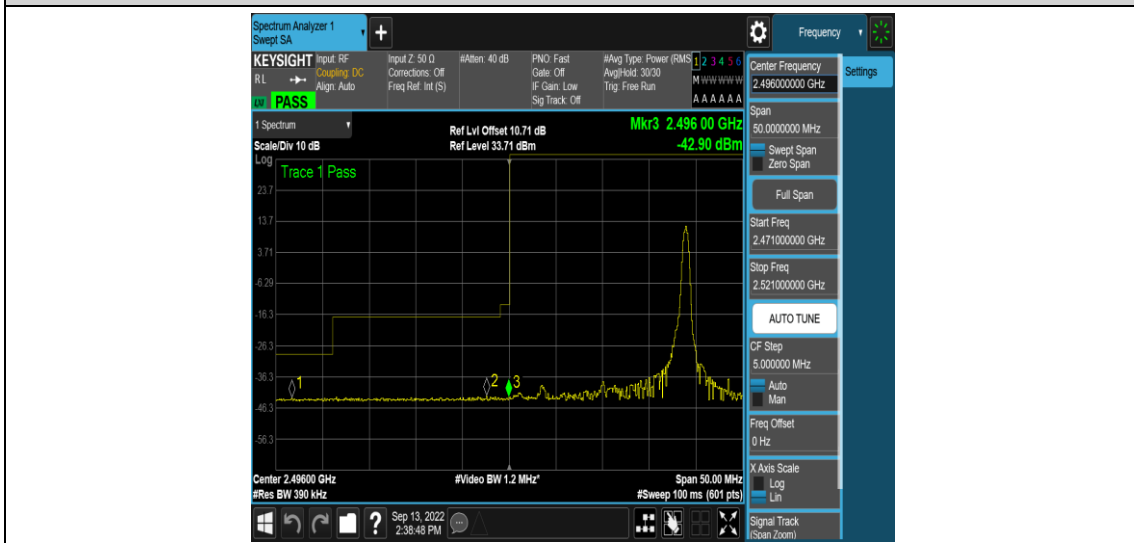 Spectrum Analyzer 1
Swept SA
+
Frequency
KEYSIGHT
RL
Input: RF
Coupling: DC
Align: Auto
Input Z: 50 Ω
Corrections: Off
Freq Ref: Int (S)
#Atten: 40 dB
PNO: Fast
Gate: Off
IF Gain: Low
Sig Track: Off
#Avg Type: Power (RMS
Avg|Hold: 30/30
Trig: Free Run
1 2 3 4 5 6
M W W W W W
A A A A A A
PASS
1 Spectrum
Scale/Div 10 dB
Ref Lvl Offset 10.71 dB
Ref Level 33.71 dBm
Mkr3 2.496 00 GHz
-42.90 dBm
Log
Trace 1 Pass
23.7
13.7
3.71
-6.29
-16.3
-26.3
-36.3
-46.3
-56.3
1
2
3
Center 2.49600 GHz
#Video BW 1.2 MHz*
Span 50.00 MHz
#Res BW 390 kHz
#Sweep 100 ms (601 pts)
?
Sep 13, 2022
2:38:48 PM
Settings
Center Frequency
2.496000000 GHz
Span
50.0000000 MHz
Swept Span
Zero Span
Full Span
Start Freq
2.471000000 GHz
Stop Freq
2.521000000 GHz
AUTO TUNE
CF Step
5.000000 MHz
Auto
Man
Freq Offset
0 Hz
X Axis Scale
Log
Lin
Signal Track
(Span Zoom)